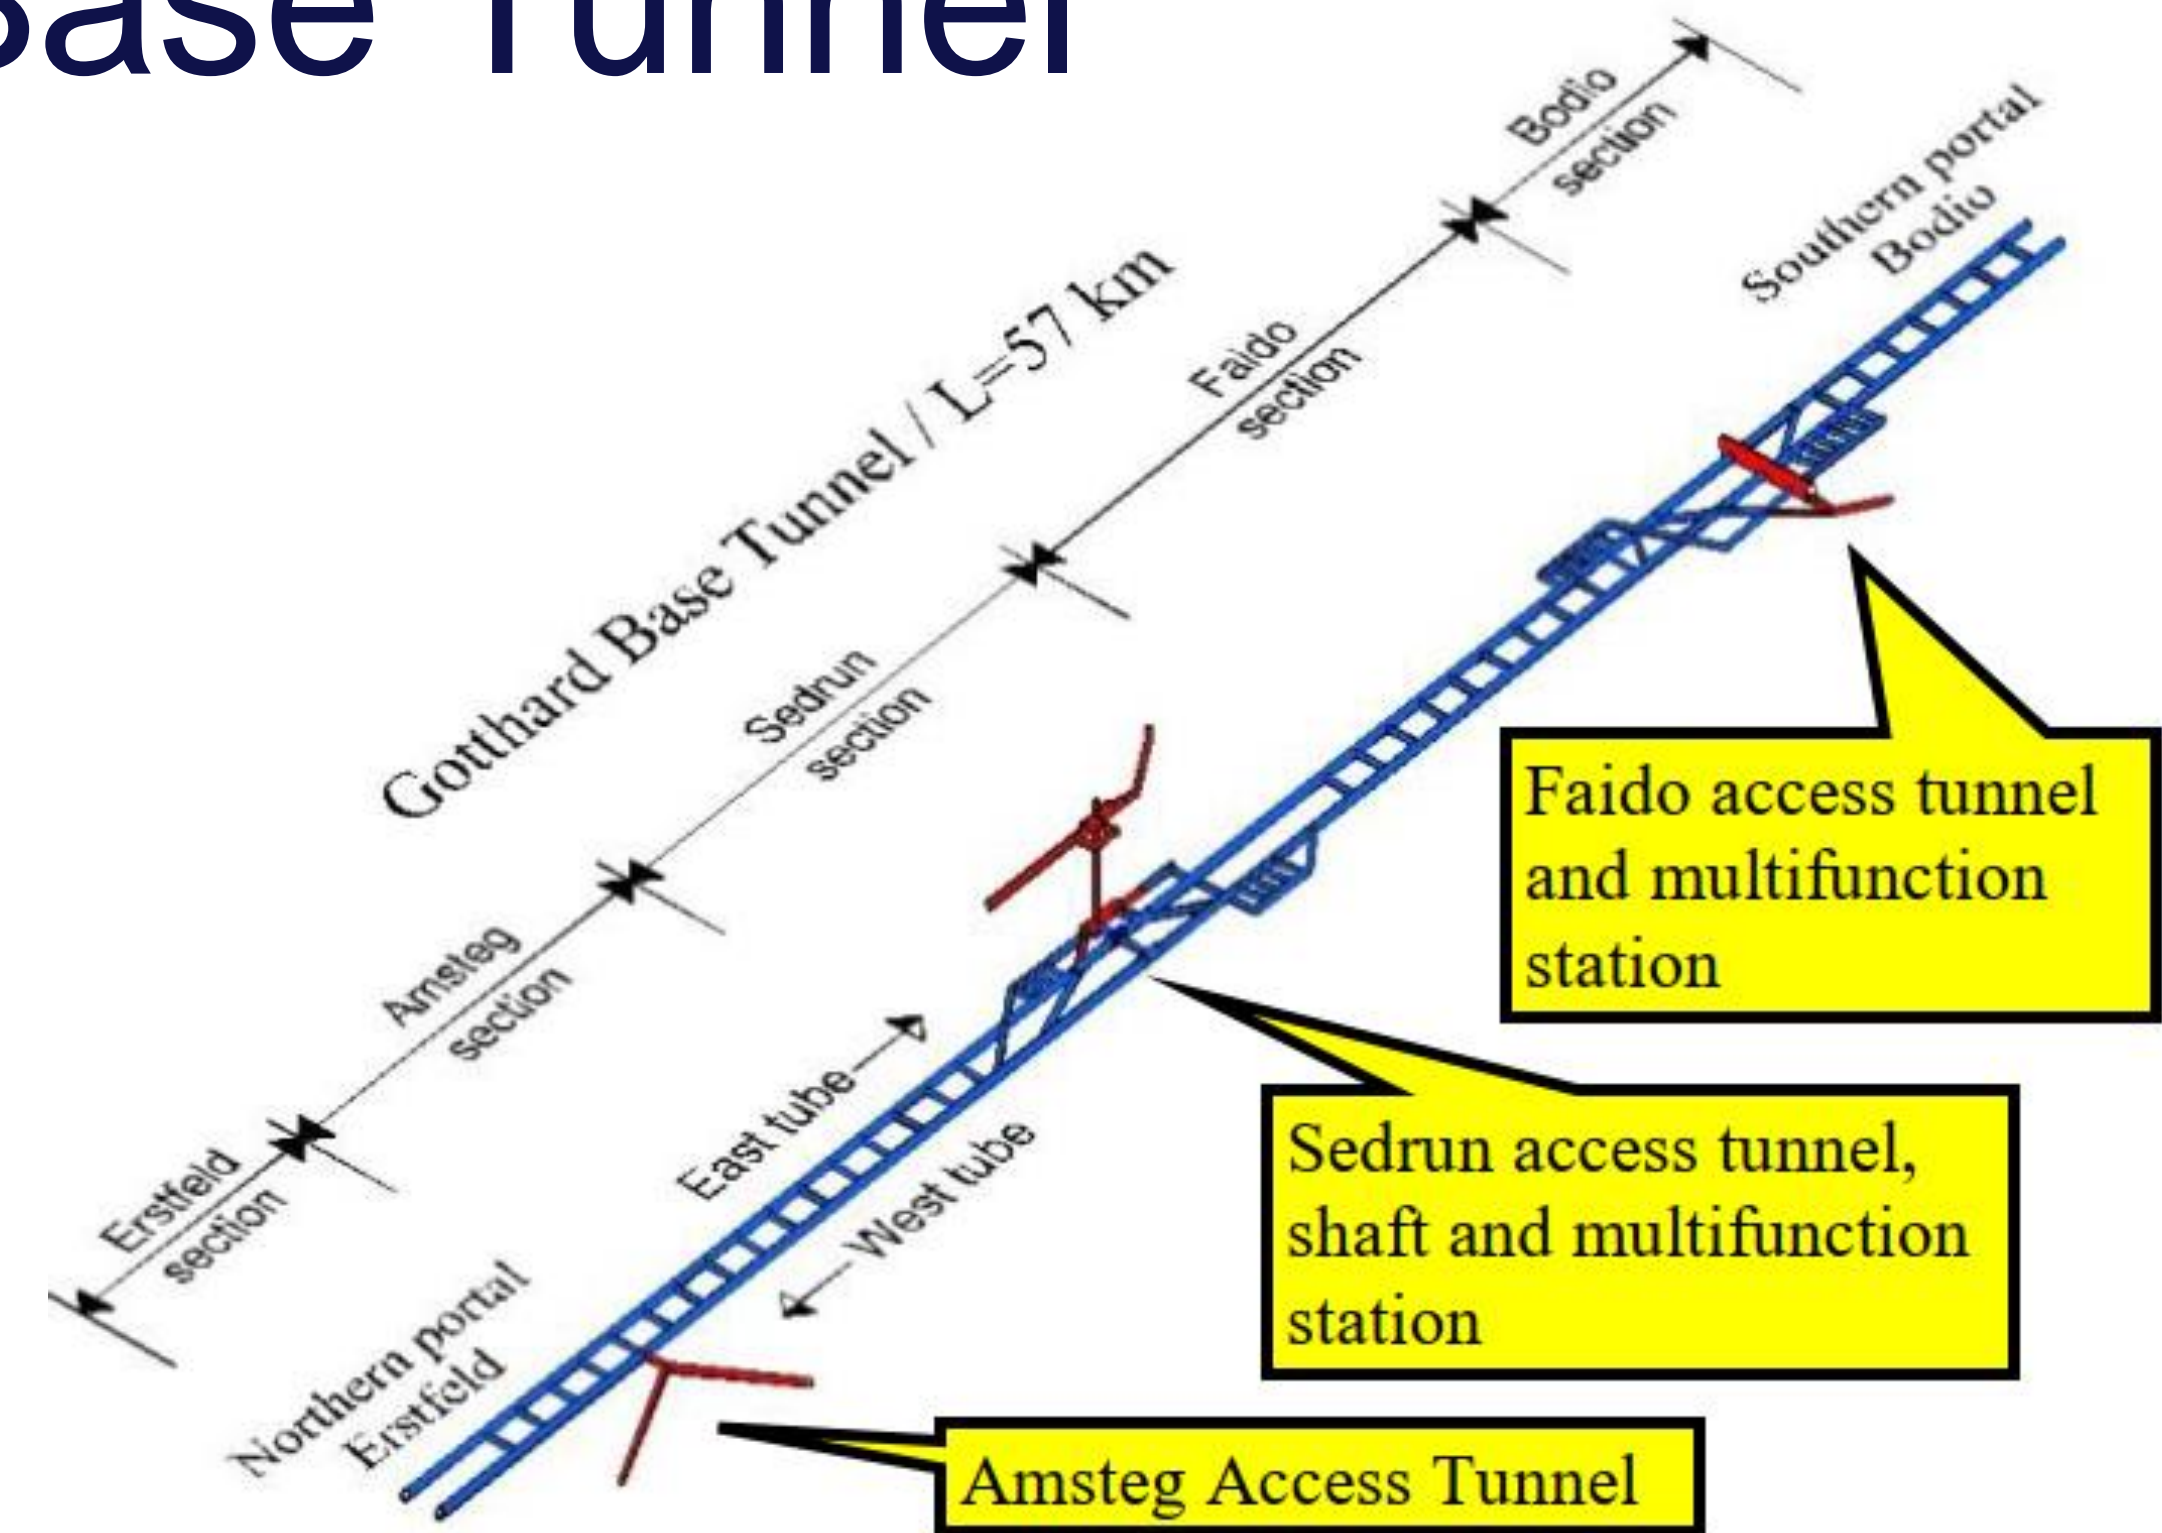 Base Tunnel
Bodio
section
Southern portal
Bodio
Gotthard Base Tunnel / L=57 km
Faido
section
Sedrun
section
Faido access tunnel
and multifunction
station
Amsteg
section
East tube
West tube
Sedrun access tunnel,
shaft and multifunction
station
Erstfeld
section
Northern portal
Erstfeld
Amsteg Access Tunnel